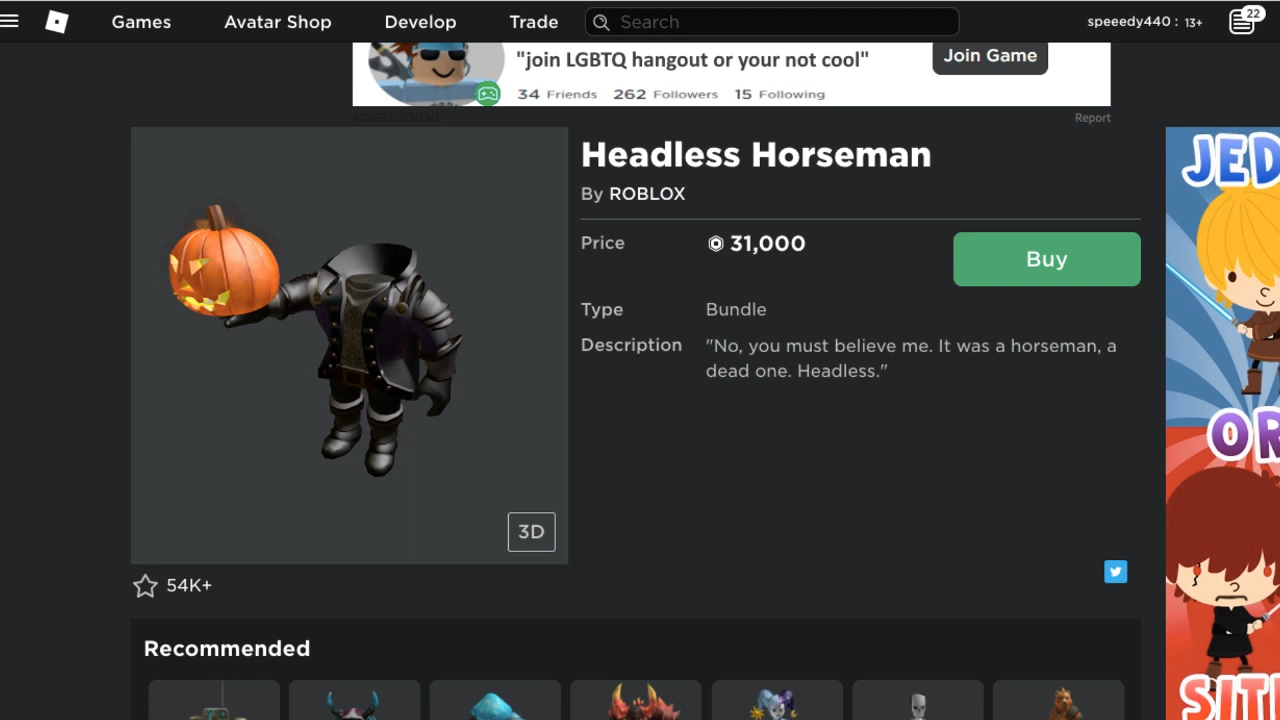 Games Avatar Shop Develop Trade Search speeedy440 : 13+ 22
"join LGBTQ hangout or your not cool" Join Game
34 Friends 262 Followers 15 Following
ADVERTISEMENT Report
Headless Horseman
By ROBLOX
Price 31,000 Buy
Type Bundle
Description "No, you must believe me. It was a horseman, a
dead one. Headless."
3D
54K+
Recommended
JED
OR
SIT